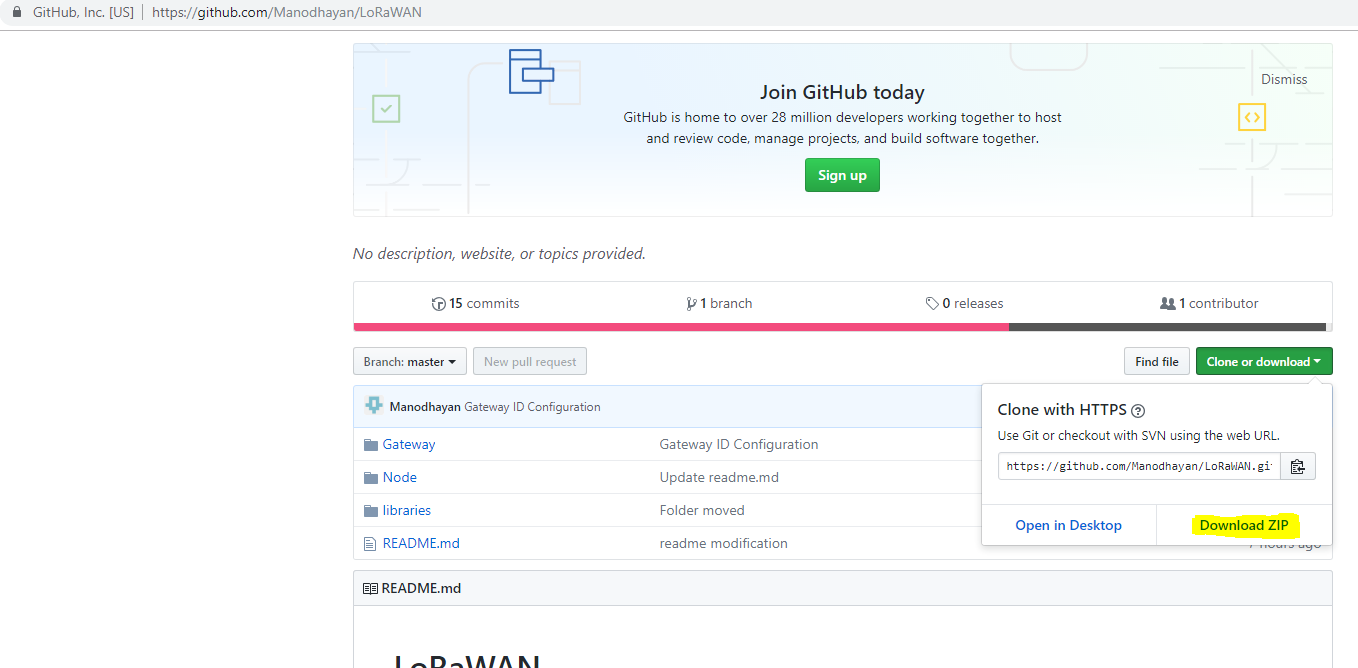 GitHub, Inc. [US] https://github.com/Manodhayan/LoRaWAN
Dismiss
Join GitHub today
GitHub is home to over 28 million developers working together to host
and review code, manage projects, and build software together.
Sign up
No description, website, or topics provided.
15 commits 1 branch 0 releases 1 contributor
Branch: master New pull request Find file Clone or download
Manodhayan Gateway ID Configuration
Clone with HTTPS
Use Git or checkout with SVN using the web URL.
https://github.com/Manodhayan/LoRaWAN.gi
Open in Desktop Download ZIP
Gateway Gateway ID Configuration
Node Update readme.md
libraries Folder moved
README.md readme modification 7 hours ago
README.md
LoRaWAN